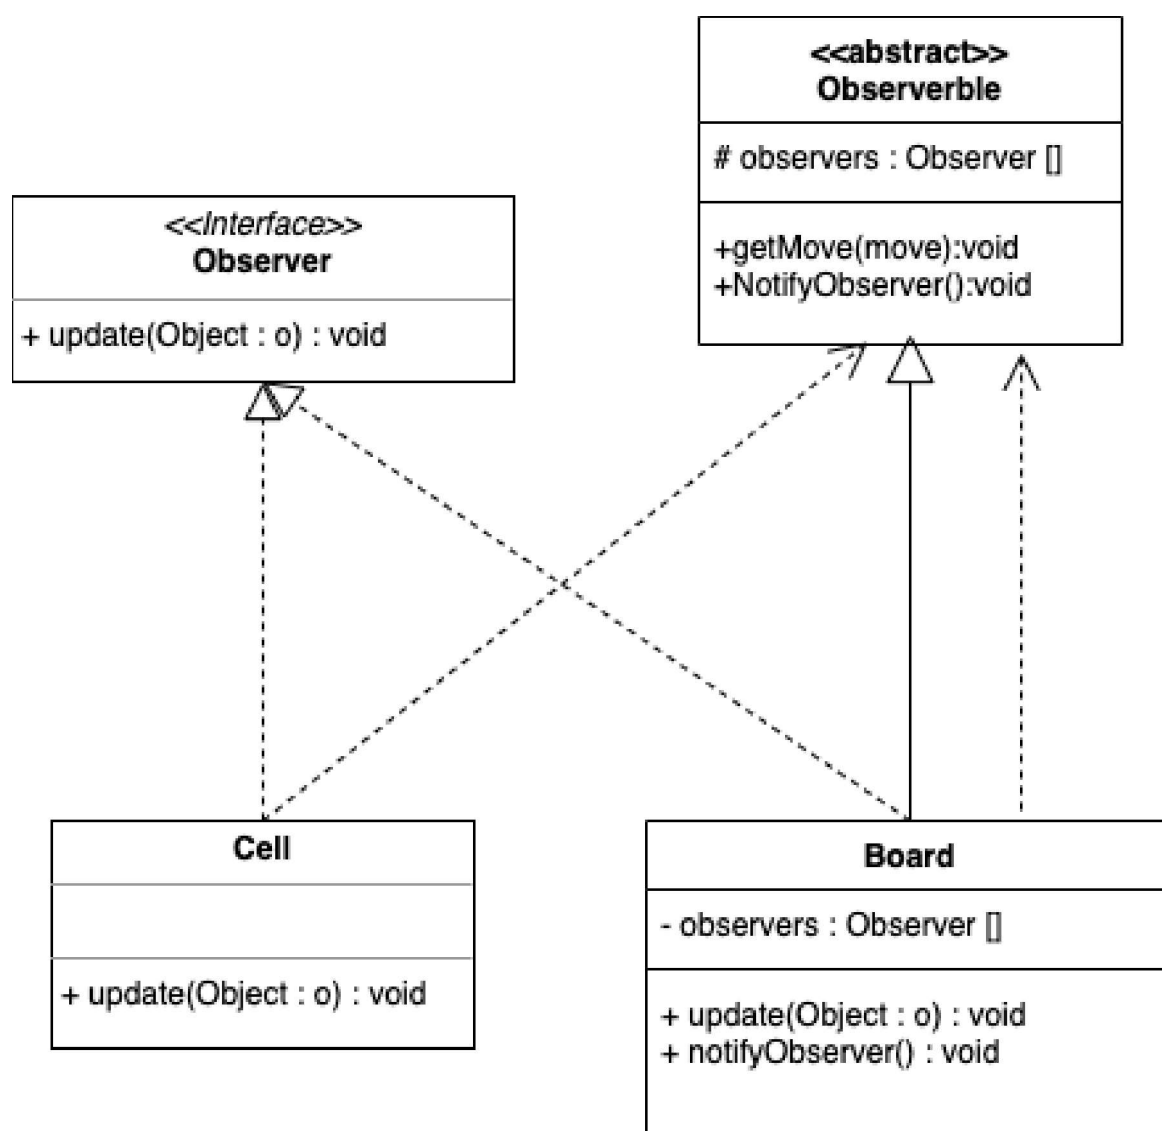 <<abstract>>
Observerble
# observers : Observer []
+getMove(move):void
+NotifyObserver():void
<<Interface>>
Observer
+ update(Object : o) : void
Cell
+ update(Object : o) : void
Board
- observers : Observer []
+ update(Object : o) : void
+ notifyObserver() : void